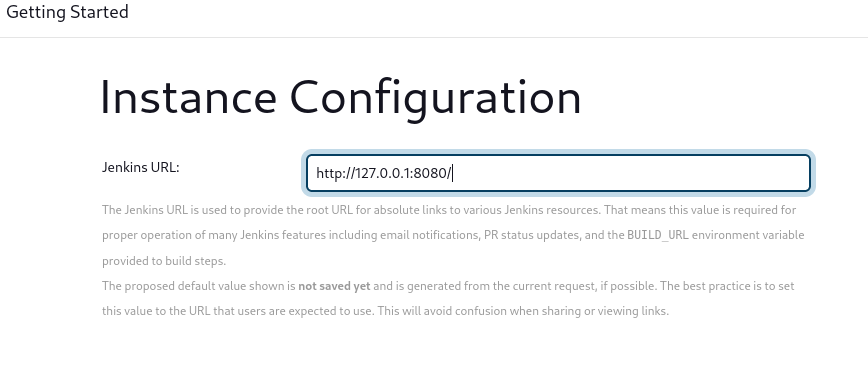 Getting Started
Instance Configuration
Jenkins URL:
http://127.0.0.1:8080/
The Jenkins URL is used to provide the root URL for absolute links to various Jenkins resources. That means this value is required for
proper operation of many Jenkins features including email notifications, PR status updates, and the BUILD_URL environment variable
provided to build steps.
The proposed default value shown is not saved yet and is generated from the current request, if possible. The best practice is to set
this value to the URL that users are expected to use. This will avoid confusion when sharing or viewing links.